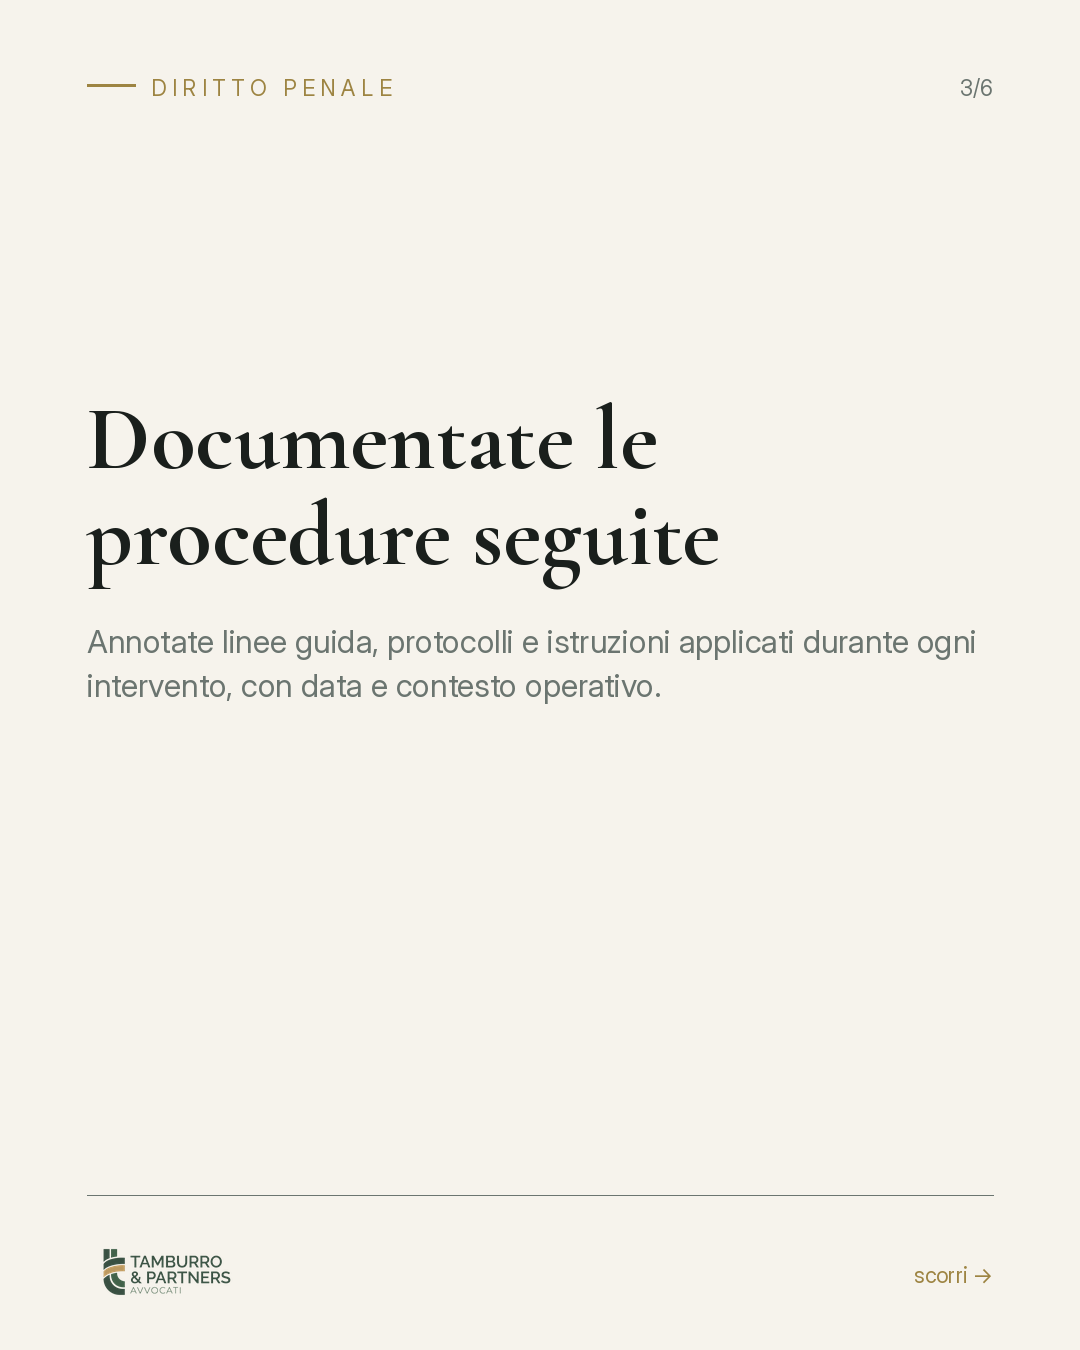 DIRITTO PENALE
3/6
Documentate le
procedure seguite
Annotate linee guida, protocolli e istruzioni applicati durante ogni
intervento, con data e contesto operativo.
TAMBURRO
& PARTNERS
AVVOCATI
scorri →